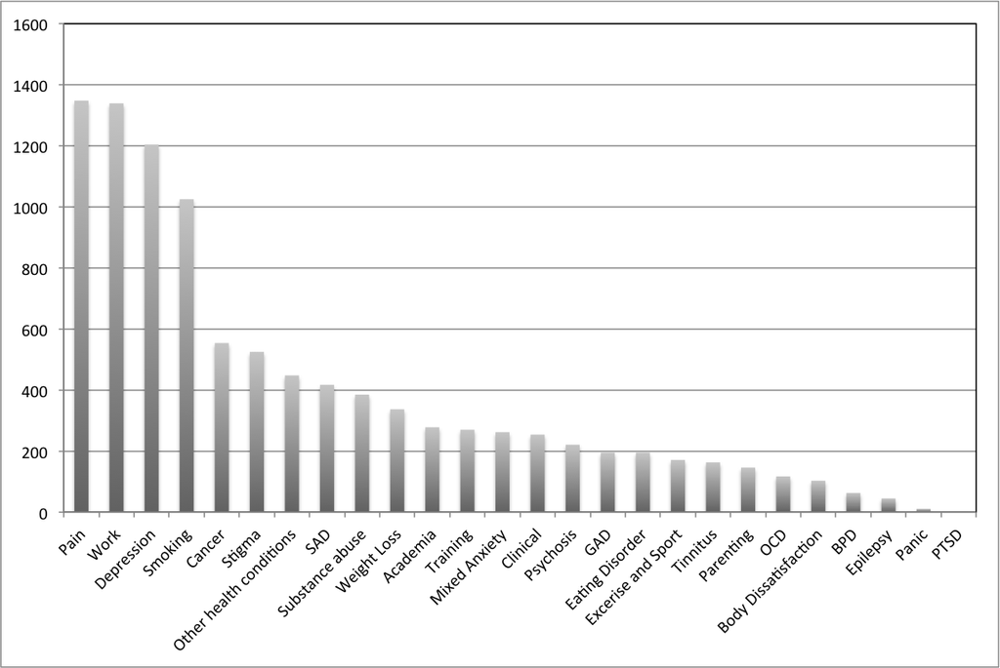 1600
1400
1200
1000
800
600
400
200
0
Pain
Work
Depression
Smoking
Cancer
Stigma
Other health conditions
SAD
Substance abuse
Weight Loss
Academia
Training
Mixed Anxiety
Clinical
Psychosis
GAD
Eating Disorder
Excerise and Sport
Tinnitus
Parenting
OCD
Body Dissatisfaction
BPD
Epilepsy
Panic
PTSD